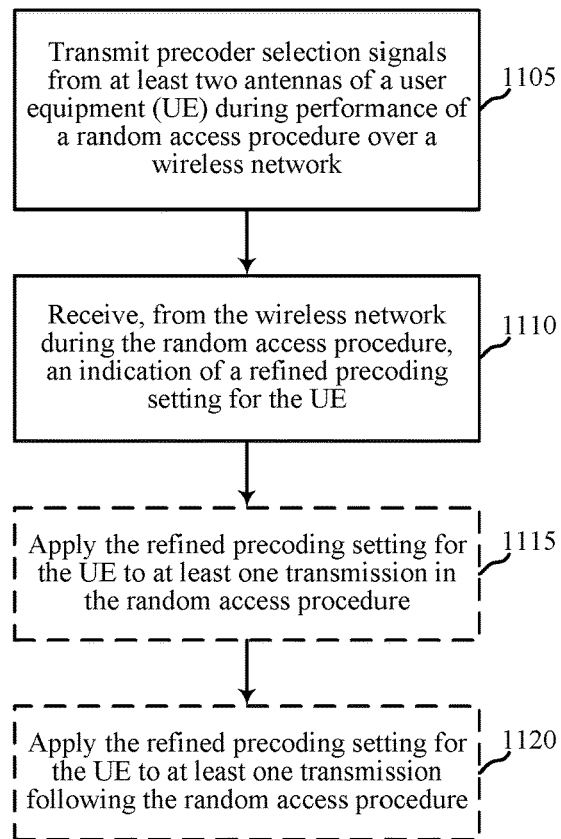 Transmit precoder selection signals
from at least two antennas of a user
equipment (UE) during performance of
a random access procedure over a
wireless network
1105
Receive, from the wireless network
during the random access procedure,
an indication of a refined precoding
setting for the UE
1110
Apply the refined precoding setting for
the UE to at least one transmission in
the random access procedure
1115
Apply the refined precoding setting for
the UE to at least one transmission
following the random access procedure
1120